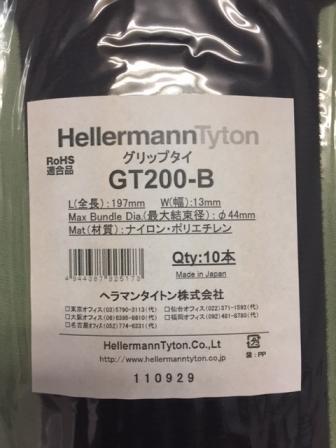 HellermannTyton
RoHS
適合品
グリップタイ
GT200-B
L(全長):197mm W(幅):13mm
Max Bundle Dia.(最大結束径):φ44mm
Mat(材質):ナイロン・ポリエチレン
Qty:10本
Made in Japan
ヘラマンタイトン株式会社
□東京オフィス(03)5790-3113(代) □仙台オフィス(022)371-1593(代)
□大阪オフィス(06)6395-6610(代) □福岡オフィス(092)481-6780(代)
□名古屋オフィス(052)774-6331(代)
HellermannTyton.Co.,Lt
http://www.hellermanntyton.co.jp
袋:PP
110929